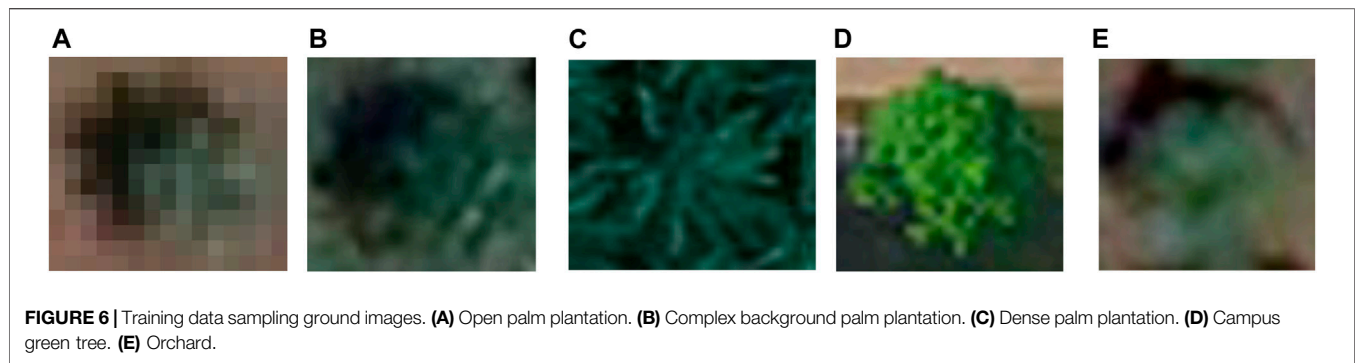 A B C D E
FIGURE 6 | Training data sampling ground images. (A) Open palm plantation. (B) Complex background palm plantation. (C) Dense palm plantation. (D) Campus
green tree. (E) Orchard.